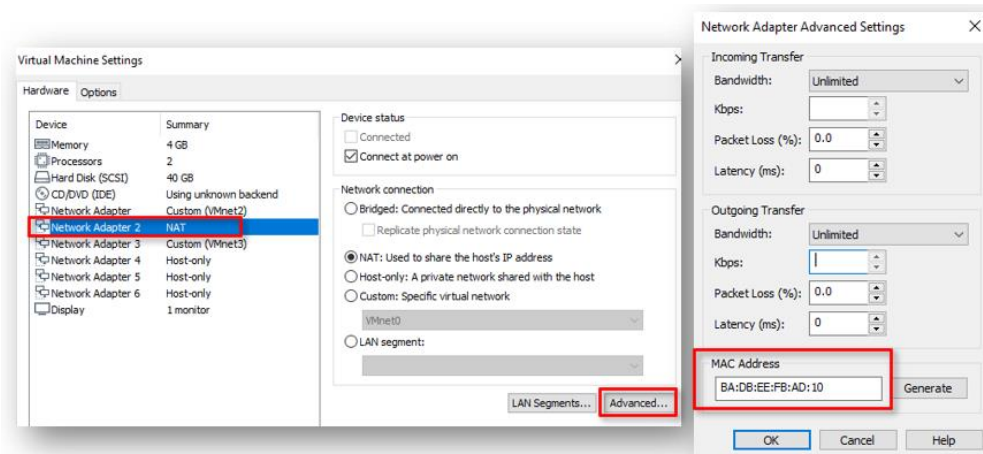 Virtual Machine Settings
Hardware Options
Device Summary
Memory 4 GB
Processors 2
Hard Disk (SCSI) 40 GB
CD/DVD (IDE) Using unknown backend
Network Adapter Custom (VMnet2)
Network Adapter 2 NAT
Network Adapter 3 Custom (VMnet3)
Network Adapter 4 Host-only
Network Adapter 5 Host-only
Network Adapter 6 Host-only
Display 1 monitor
Device status
Connected
Connect at power on
Network connection
Bridged: Connected directly to the physical network
Replicate physical network connection state
NAT: Used to share the host's IP address
Host-only: A private network shared with the host
Custom: Specific virtual network
VMnet0
LAN segment:
LAN Segments... Advanced...
Network Adapter Advanced Settings
Incoming Transfer
Bandwidth: Unlimited
Kbps:
Packet Loss (%): 0.0
Latency (ms): 0
Outgoing Transfer
Bandwidth: Unlimited
Kbps:
Packet Loss (%): 0.0
Latency (ms): 0
MAC Address
BA:DB:EE:FB:AD:10 Generate
OK Cancel Help